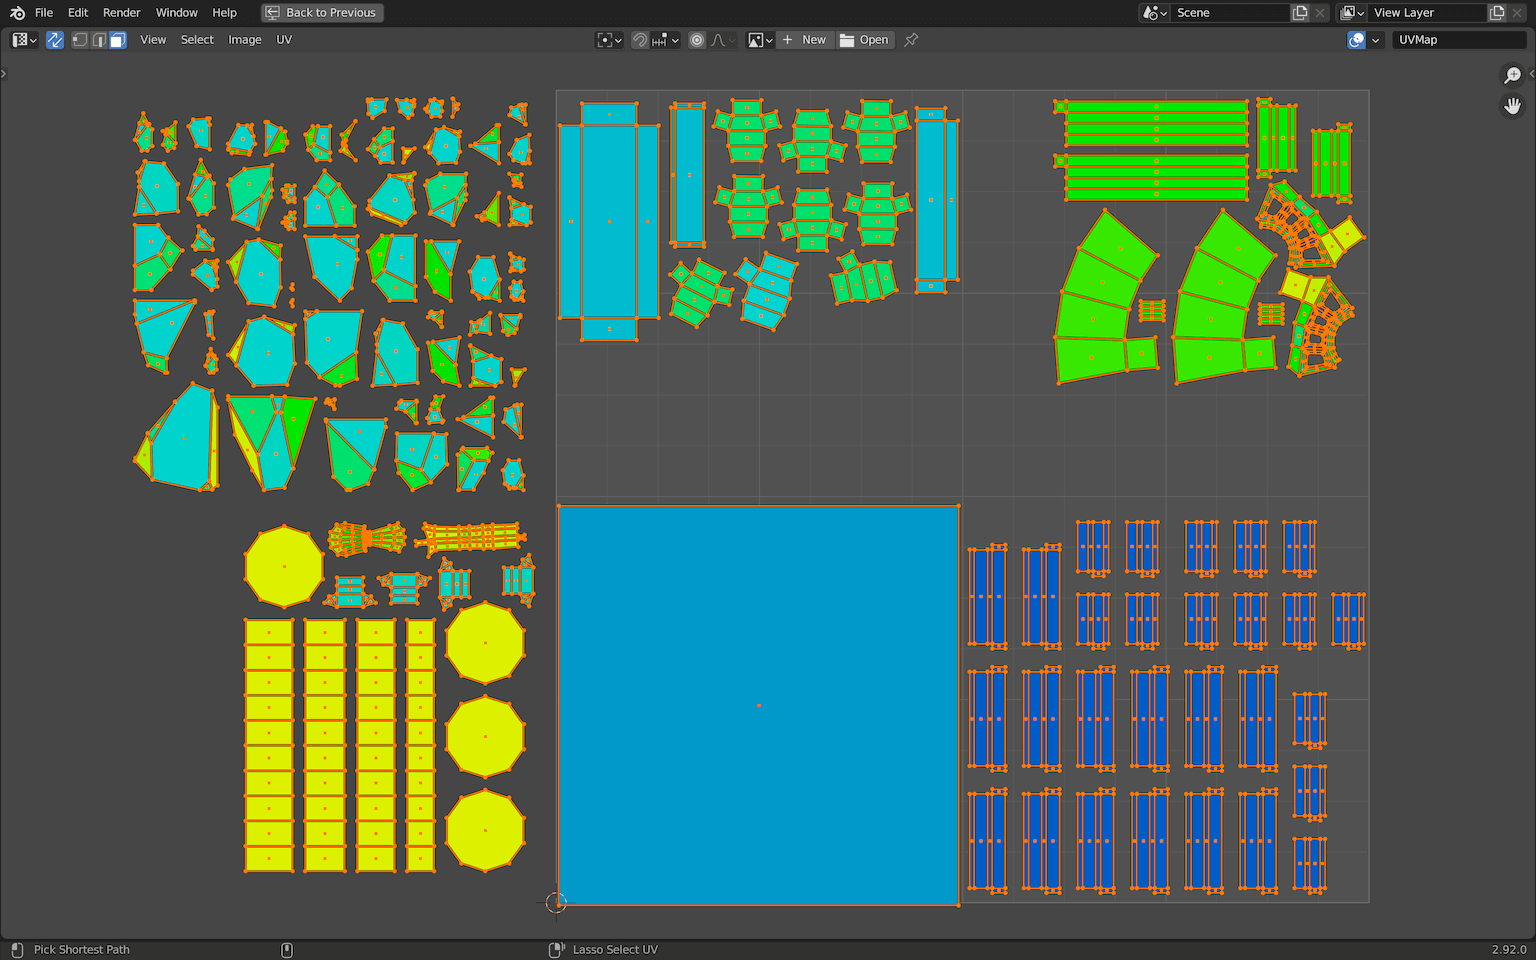 File Edit Render Window Help Back to Previous Scene View Layer
View Select Image UV New Open UVMap
Pick Shortest Path Lasso Select UV 2.92.0